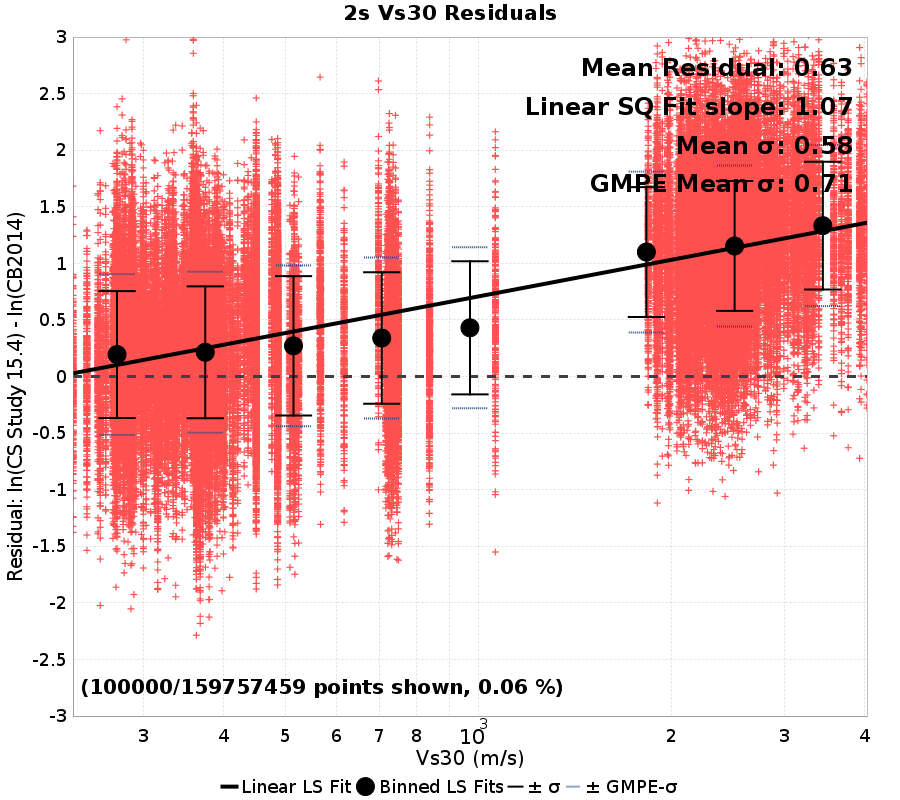 2s Vs30 Residuals
Mean Residual: 0.63
Linear SQ Fit slope: 1.07
Mean σ: 0.58
GMPE Mean σ: 0.71
Residual: ln(CS Study 15.4) - ln(CB2014)
3
2.5
2
1.5
1
0.5
0
-0.5
-1
-1.5
-2
-2.5
-3
(100000/159757459 points shown, 0.06 %)
3 4 5 6 7 8 10³ 2 3 4
Vs30 (m/s)
Linear LS Fit Binned LS Fits ± σ ± GMPE-σ